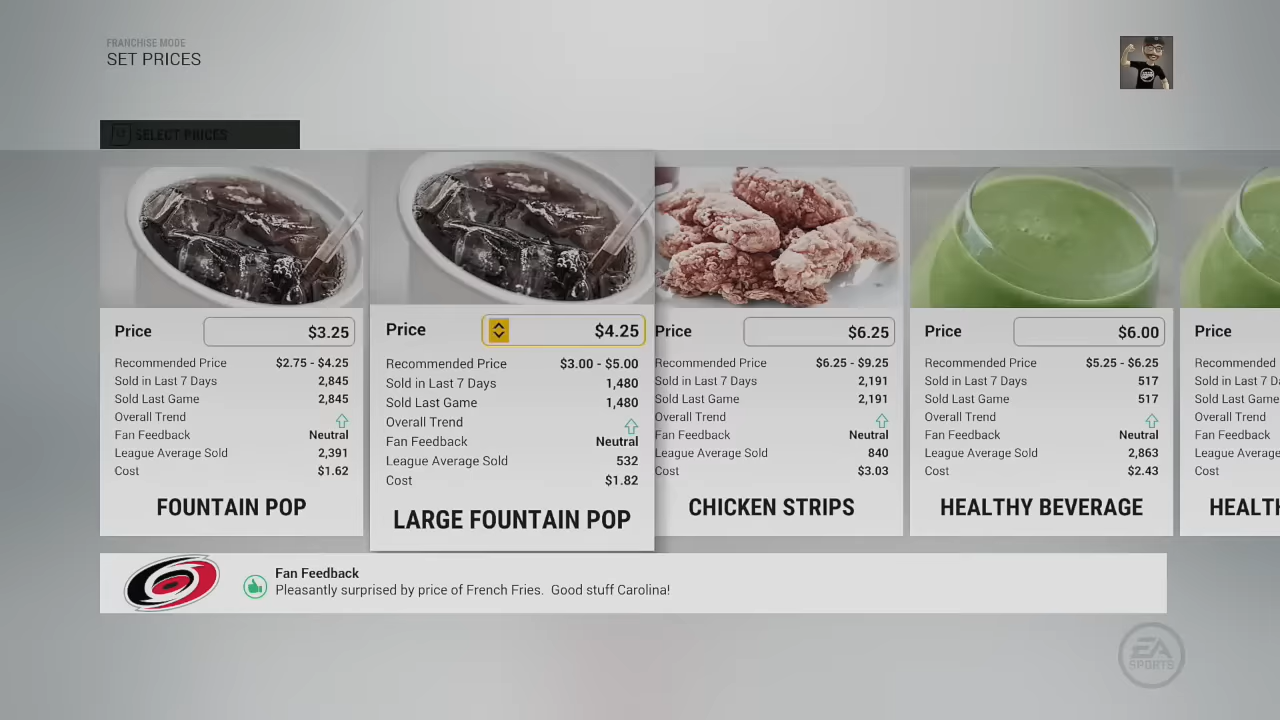 FRANCHISE MODE
SET PRICES
SELECT PRICES
Price $3.25
Recommended Price $2.75 - $4.25
Sold in Last 7 Days 2,845
Sold Last Game 2,845
Overall Trend
Fan Feedback Neutral
League Average Sold 2,391
Cost $1.62
FOUNTAIN POP
Price $4.25
Recommended Price $3.00 - $5.00
Sold in Last 7 Days 1,480
Sold Last Game 1,480
Overall Trend
Fan Feedback Neutral
League Average Sold 532
Cost $1.82
LARGE FOUNTAIN POP
Price $6.25
Recommended Price $6.25 - $9.25
Sold in Last 7 Days 2,191
Sold Last Game 2,191
Overall Trend
Fan Feedback Neutral
League Average Sold 840
Cost $3.03
CHICKEN STRIPS
Price $6.00
Recommended Price $5.25 - $6.25
Sold in Last 7 Days 517
Sold Last Game 517
Overall Trend
Fan Feedback Neutral
League Average Sold 2,863
Cost $2.43
HEALTHY BEVERAGE
Price
Recommended
Sold in Last 7 D
Sold Last Game
Overall Trend
Fan Feedback
League Average
Cost
HEALT
Fan Feedback
Pleasantly surprised by price of French Fries. Good stuff Carolina!
EA
SPORTS